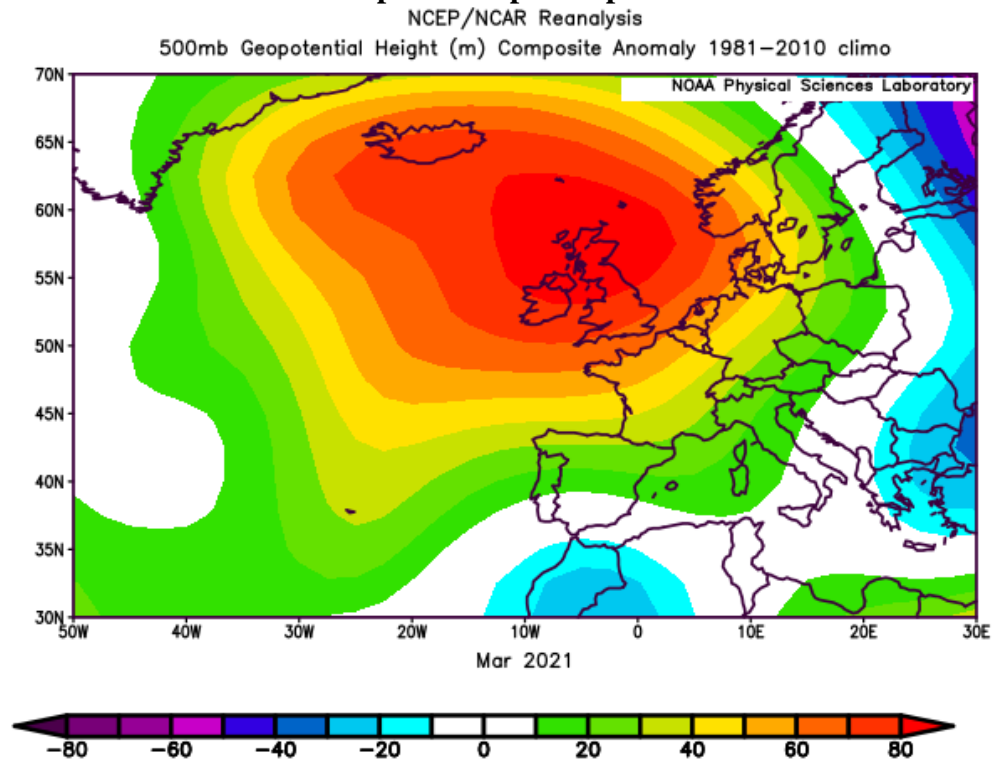 NCEP/NCAR Reanalysis
500mb Geopotential Height (m) Composite Anomaly 1981−2010 climo
70N
NOAA Physical Sciences Laboratory
65N
60N
55N
50N
45N
40N
35N
30N
50W 40W 30W 20W 10W 0 10E 20E 30E
Mar 2021
−80 −60 −40 −20 0 20 40 60 80